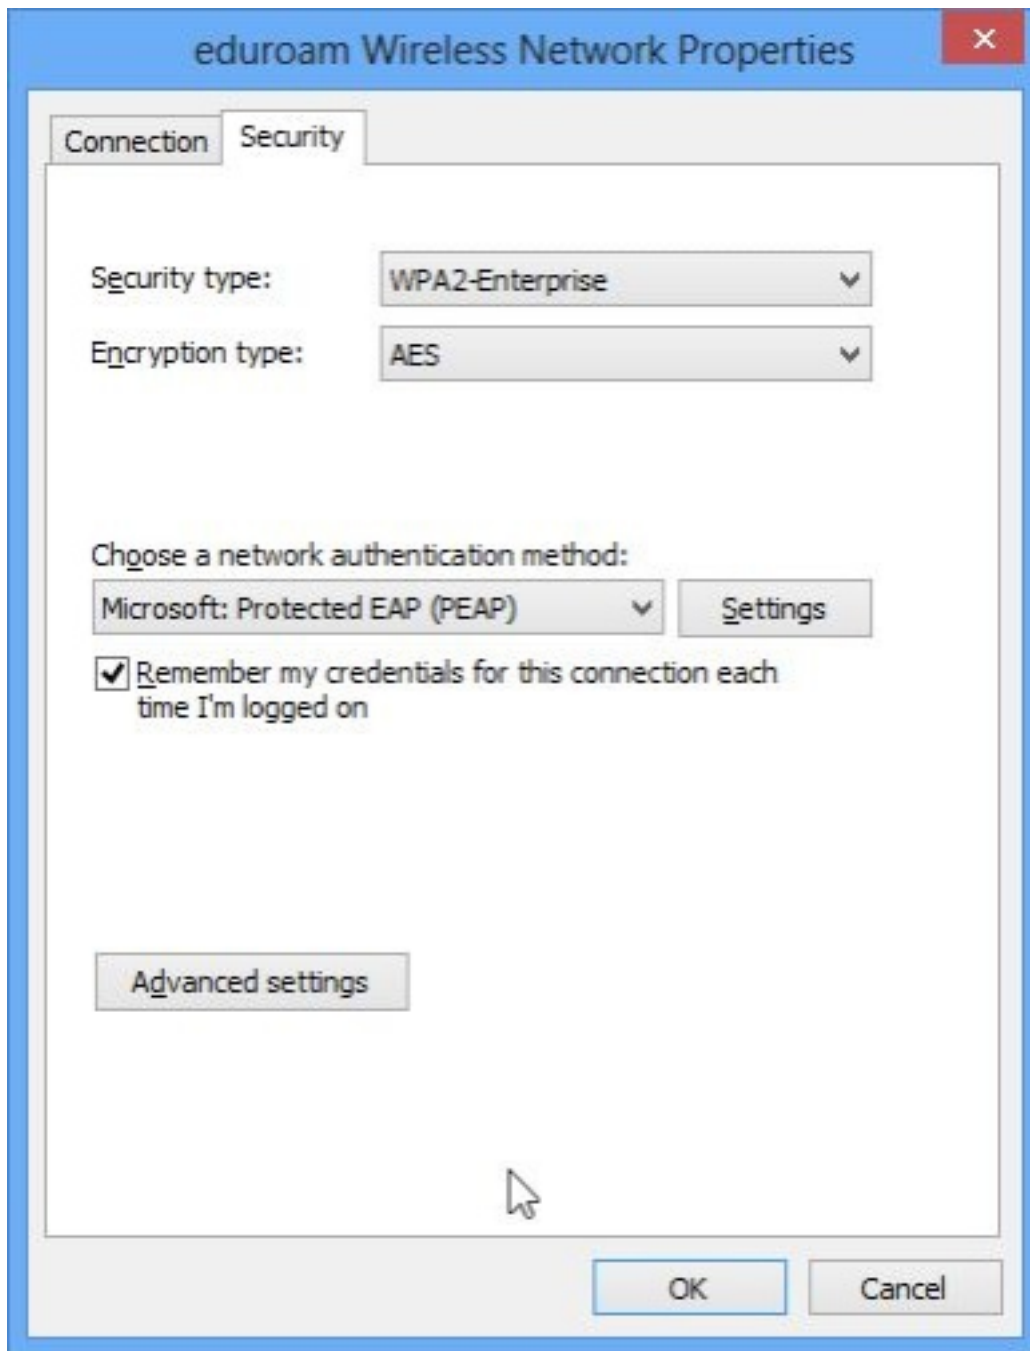 eduroam Wireless Network Properties
Connection
Security
Security type:
WPA2-Enterprise
Encryption type:
AES
Choose a network authentication method:
Microsoft: Protected EAP (PEAP)
Settings
Remember my credentials for this connection each
time I'm logged on
Advanced settings
OK
Cancel